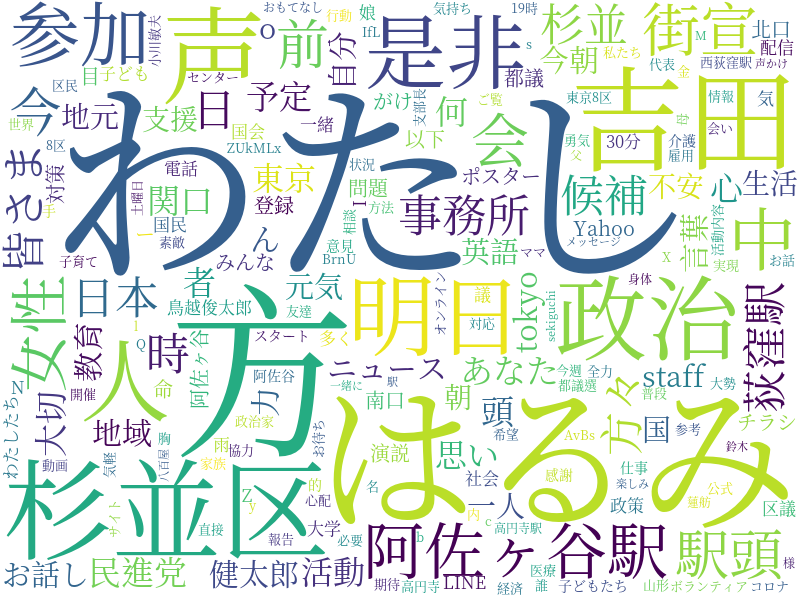 おもてなし
19時
行動
娘
IfL
気持ち
s
杉並
街宣
M
北口
配信
参加
小川敏夫
声
o
前
自分
是非
都議
今朝
私たち
代表
金
西荻窪駅
声かけ
区民
目
子ども
センター
支部長
ご覧
東京8区
情報
気
今
地元
日
予定
がけ
何
吉田
世界
支援
国会
一緒
会
以下
勇気
父
母
30分
会い
介護
雇用
8区
対策
手
土曜日
電話
ZUkMLx
状況
わたし
問題
ポスター
候補
不安
心
生活
皆さま
関口
東京
登録
I
相談
方法
事務所
Yahoo
メッセージ
言葉
活動内容
中
一
国民
素敵
ん
みんな
意見
BrnU
英語
ママ
X
実現
お話
子育て
者
元気
tokyo
身体
日本
鳥越俊太郎
明日
オンライン
議
対応
sekiguchi
政治
女性
1
Q
教育
時
阿佐ヶ谷
スタート
友達
多く
方
ニュース
あなた
今週
全力
都議選
staff
大勢
普段
荻窪駅
開催
命
阿佐谷
力
一緒に
駅
朝
南口
頭
方々
国
参考
チラシ
わたしたち
N
大切
人
地域
政治家
雨
家族
協力
お待ち
はるみ
演説
思い
希望
AvBs
感謝
仕事
楽しみ
鈴木
公式
蓮舫
動画
気軽
胸
八百屋
杉並区
サイト
Z
y
直接
的
心配
大学
名
社会
一人
内
c
政策
区議
報告
必要
b
高円寺駅
阿佐ヶ谷駅
駅頭
様
お話し
民進党
健太郎
活動
期待
高円寺
LINE
経済
医療
誰
子どもたち
山形
ボランティア
コロナ